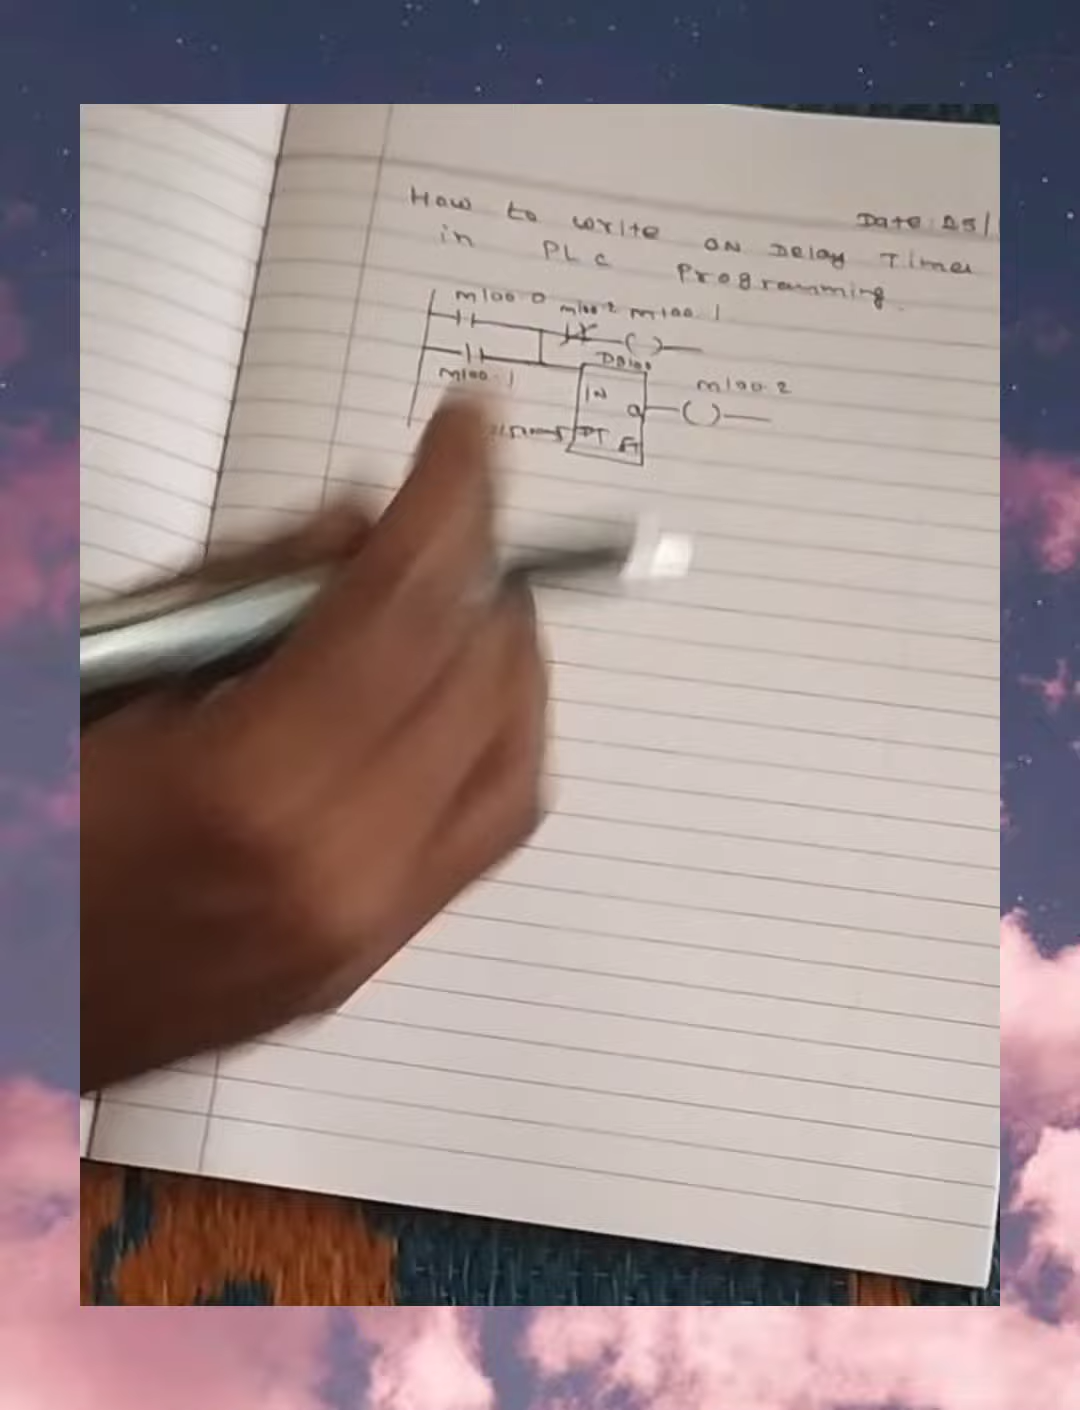 Date: 25/
How to write ON Delay Timer
in PLC Programming.
M100.0 M100.2 M100.1
DB100
M100.1
IN
M100.2
Q
PT
ET